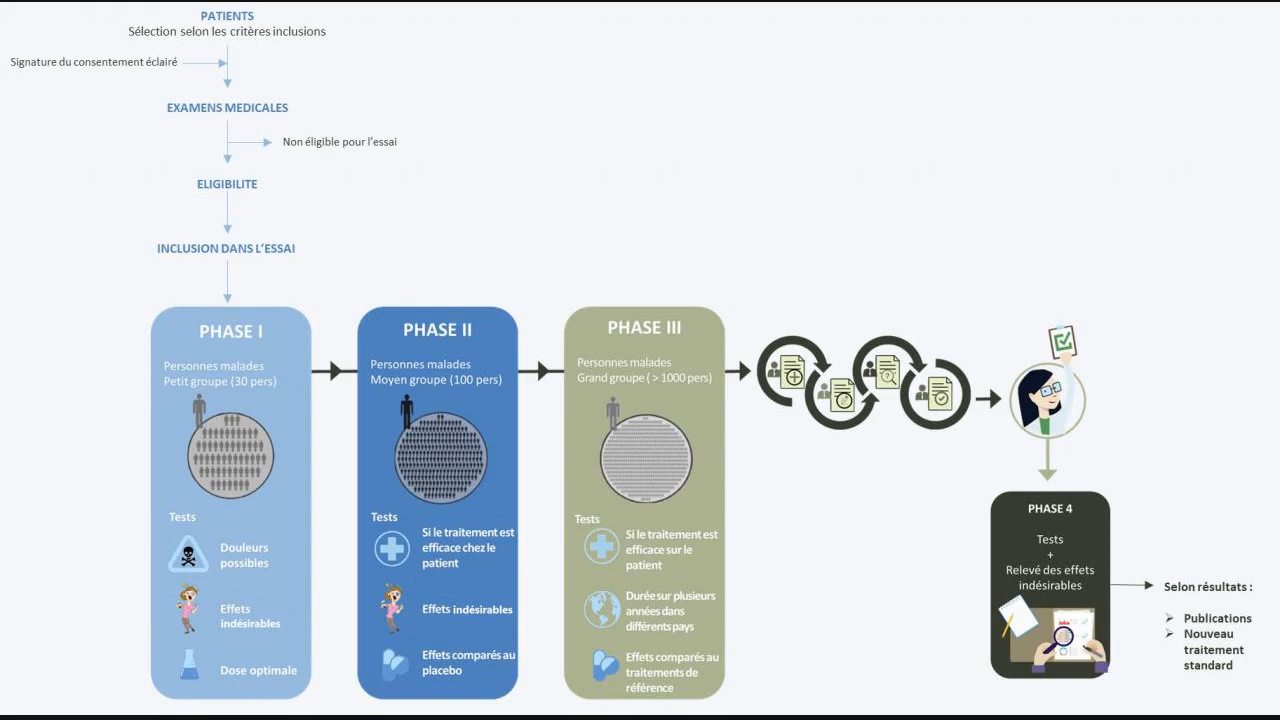 PATIENTS
Sélection selon les critères inclusions
Signature du consentement éclairé
EXAMENS MEDICALES
Non éligible pour l'essai
ELIGIBILITE
INCLUSION DANS L'ESSAI
PHASE I
Personnes malades
Petit groupe (30 pers)
Tests
Douleurs
possibles
Effets
indésirables
Dose optimale
PHASE II
Personnes malades
Moyen groupe (100 pers)
Tests
Si le traitement est
efficace chez le
patient
Effets indésirables
Effets comparés au
placebo
PHASE III
Personnes malades
Grand groupe ( > 1000 pers)
Tests
Si le traitement est
efficace sur le
patient
Durée sur plusieurs
années dans
différents pays
Effets comparés au
traitements de
référence
PHASE 4
Tests
+
Relevé des effets
indésirables
Selon résultats :
➢ Publications
➢ Nouveau
traitement
standard